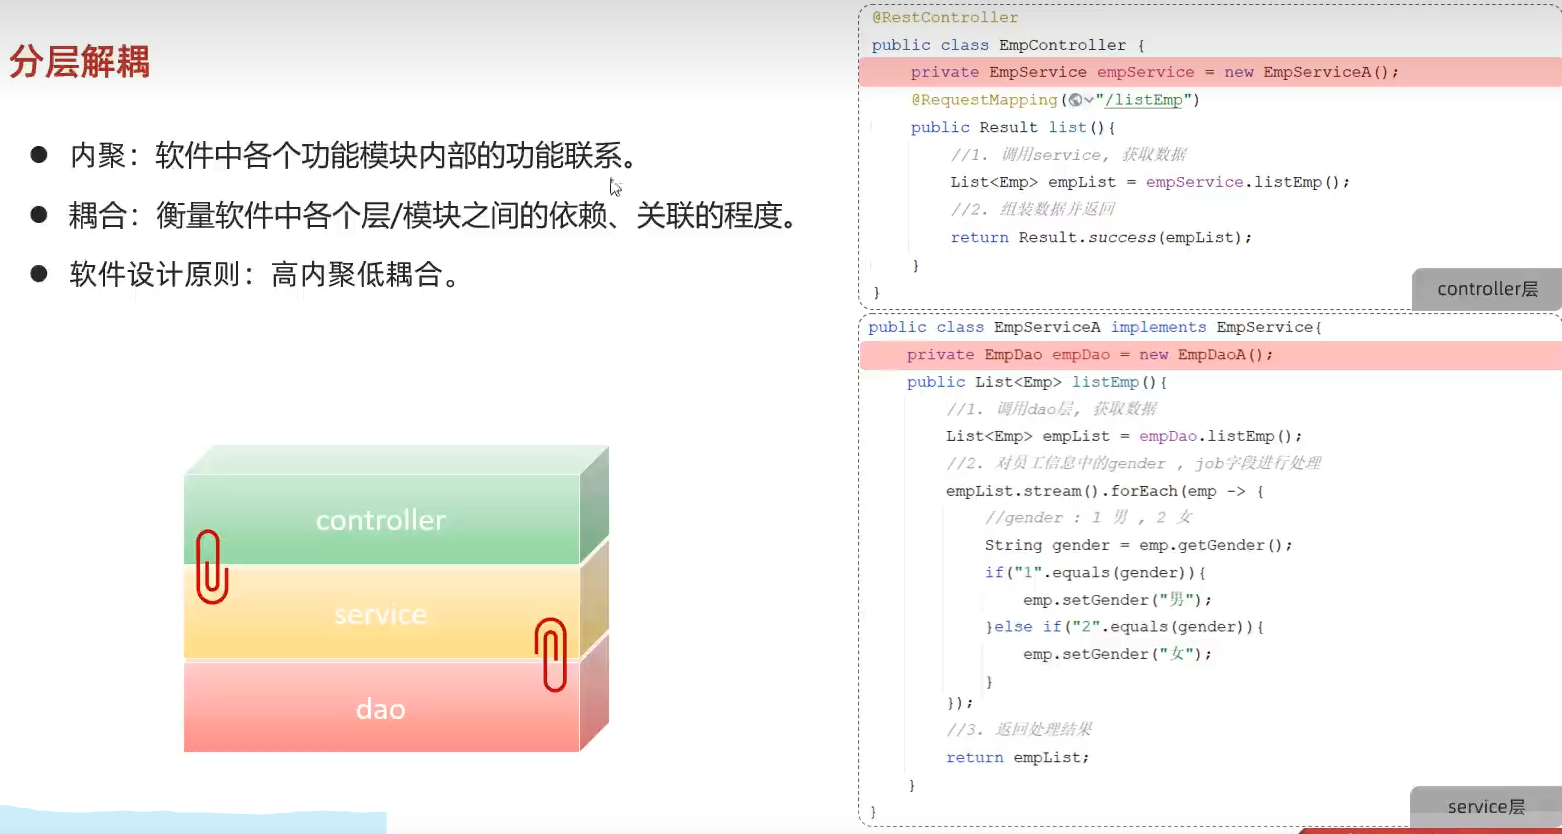 分层解耦
● 内聚：软件中各个功能模块内部的功能联系。
● 耦合：衡量软件中各个层/模块之间的依赖、关联的程度。
● 软件设计原则：高内聚低耦合。
controller
service
dao
@RestController
public class EmpController {
    private EmpService empService = new EmpServiceA();
    @RequestMapping("/listEmp")
    public Result list(){
        //1. 调用service, 获取数据
        List<Emp> empList = empService.listEmp();
        //2. 组装数据并返回
        return Result.success(empList);
    }
}
controller层
public class EmpServiceA implements EmpService{
    private EmpDao empDao = new EmpDaoA();
    public List<Emp> listEmp(){
        //1. 调用dao层, 获取数据
        List<Emp> empList = empDao.listEmp();
        //2. 对员工信息中的gender , job字段进行处理
        empList.stream().forEach(emp -> {
            //gender : 1 男 , 2 女
            String gender = emp.getGender();
            if("1".equals(gender)){
                emp.setGender("男");
            }else if("2".equals(gender)){
                emp.setGender("女");
            }
        });
        //3. 返回处理结果
        return empList;
    }
}
service层